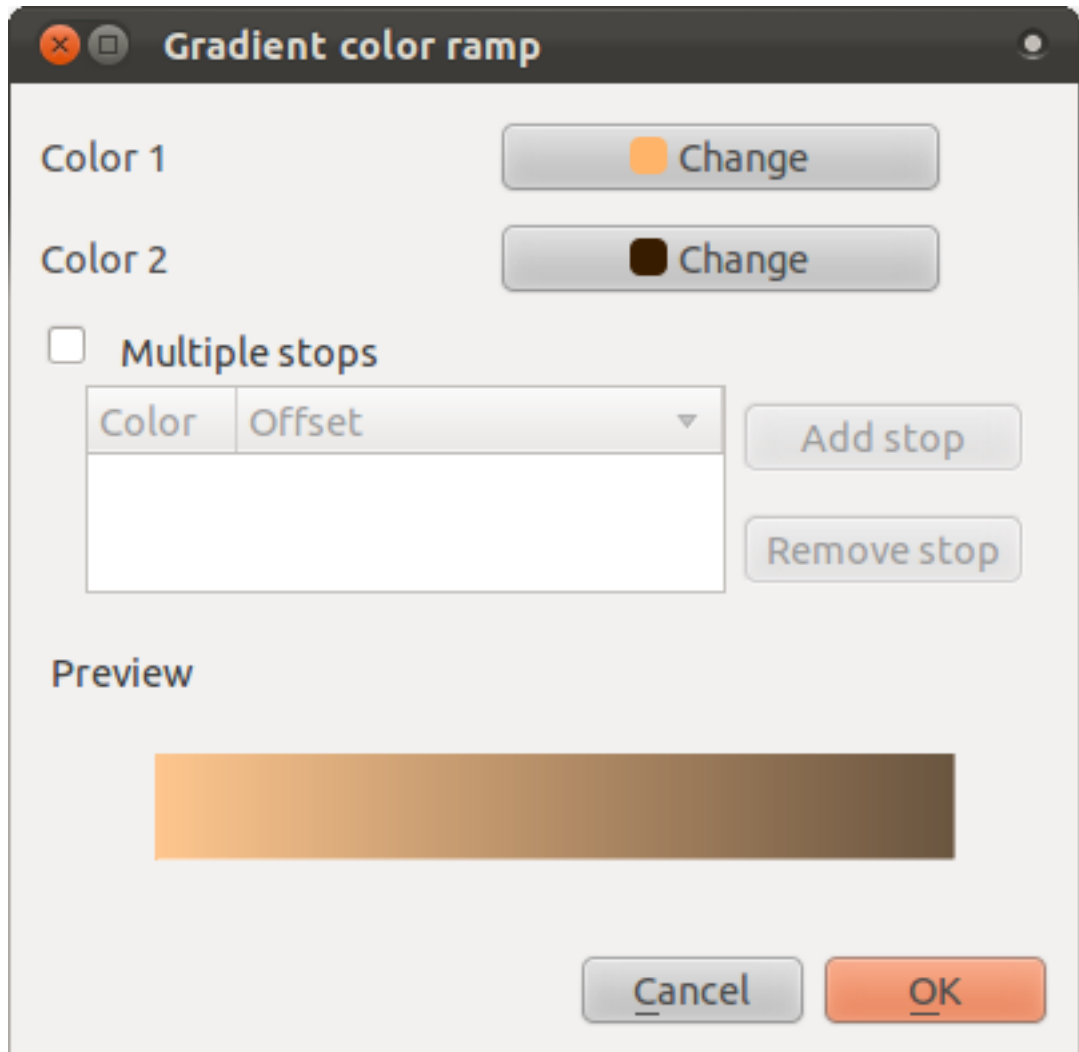 Gradient color ramp
Color 1 Change
Color 2 Change
Multiple stops
Color Offset Add stop
Remove stop
Preview
Cancel OK